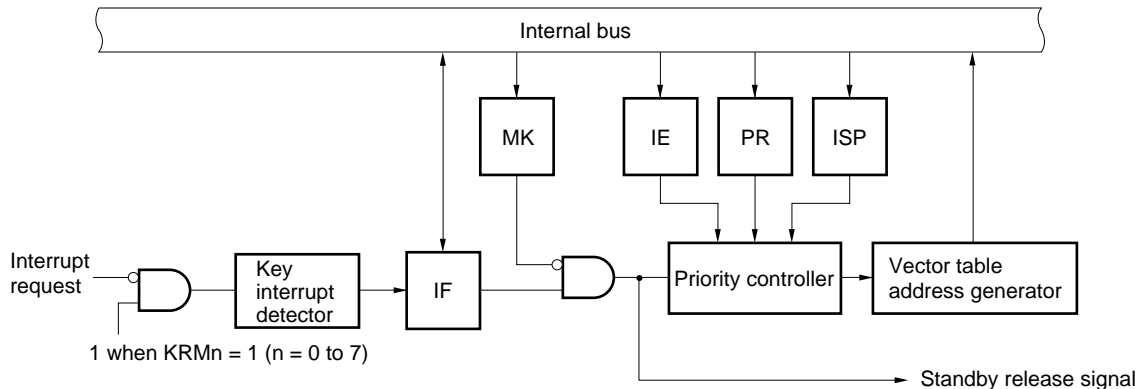 Internal bus
MK
IE
PR
ISP
Interrupt
request
Key
interrupt
detector
IF
Priority controller
Vector table
address generator
1 when KRMn = 1 (n = 0 to 7)
Standby release signal